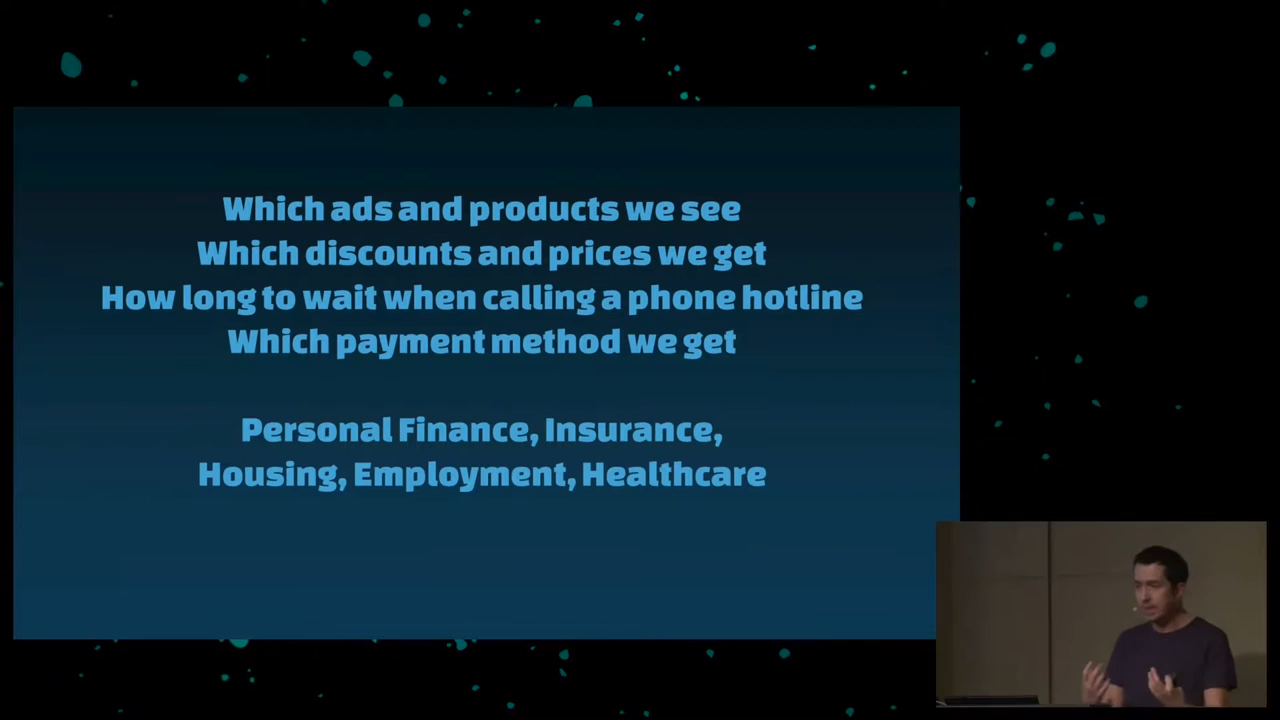 Which ads and products we see
Which discounts and prices we get
How long to wait when calling a phone hotline
Which payment method we get
Personal Finance, Insurance,
Housing, Employment, Healthcare